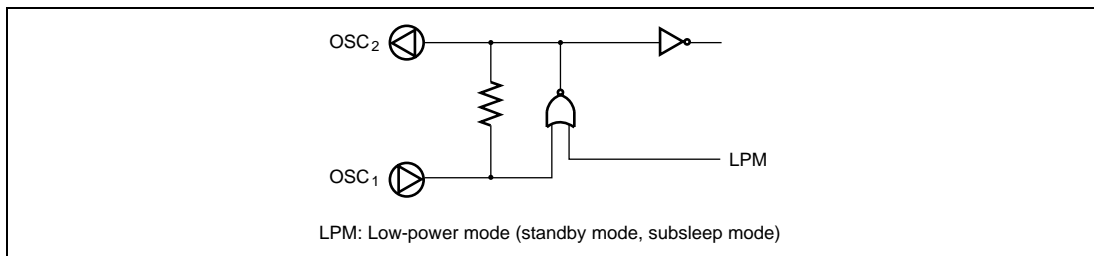 OSC2
LPM
OSC1
LPM: Low-power mode (standby mode, subsleep mode)